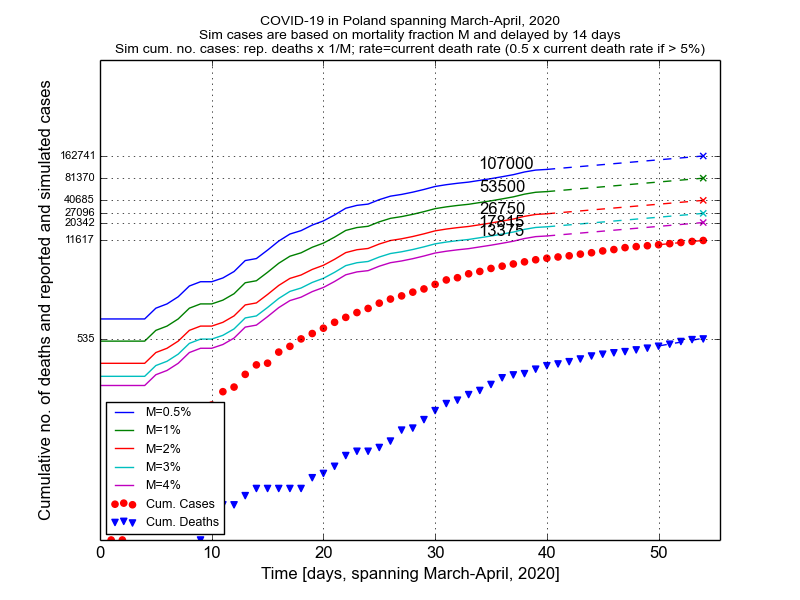 COVID-19 in Poland spanning March-April, 2020
Sim cases are based on mortality fraction M and delayed by 14 days
Sim cum. no. cases: rep. deaths x 1/M; rate=current death rate (0.5 x current death rate if > 5%)
Cumulative no. of deaths and reported and simulated cases
162741
81370
40685
27096
20342
11617
535
107000
53500
26750
17815
13375
M=0.5%
M=1%
M=2%
M=3%
M=4%
Cum. Cases
Cum. Deaths
0 10 20 30 40 50
Time [days, spanning March-April, 2020]